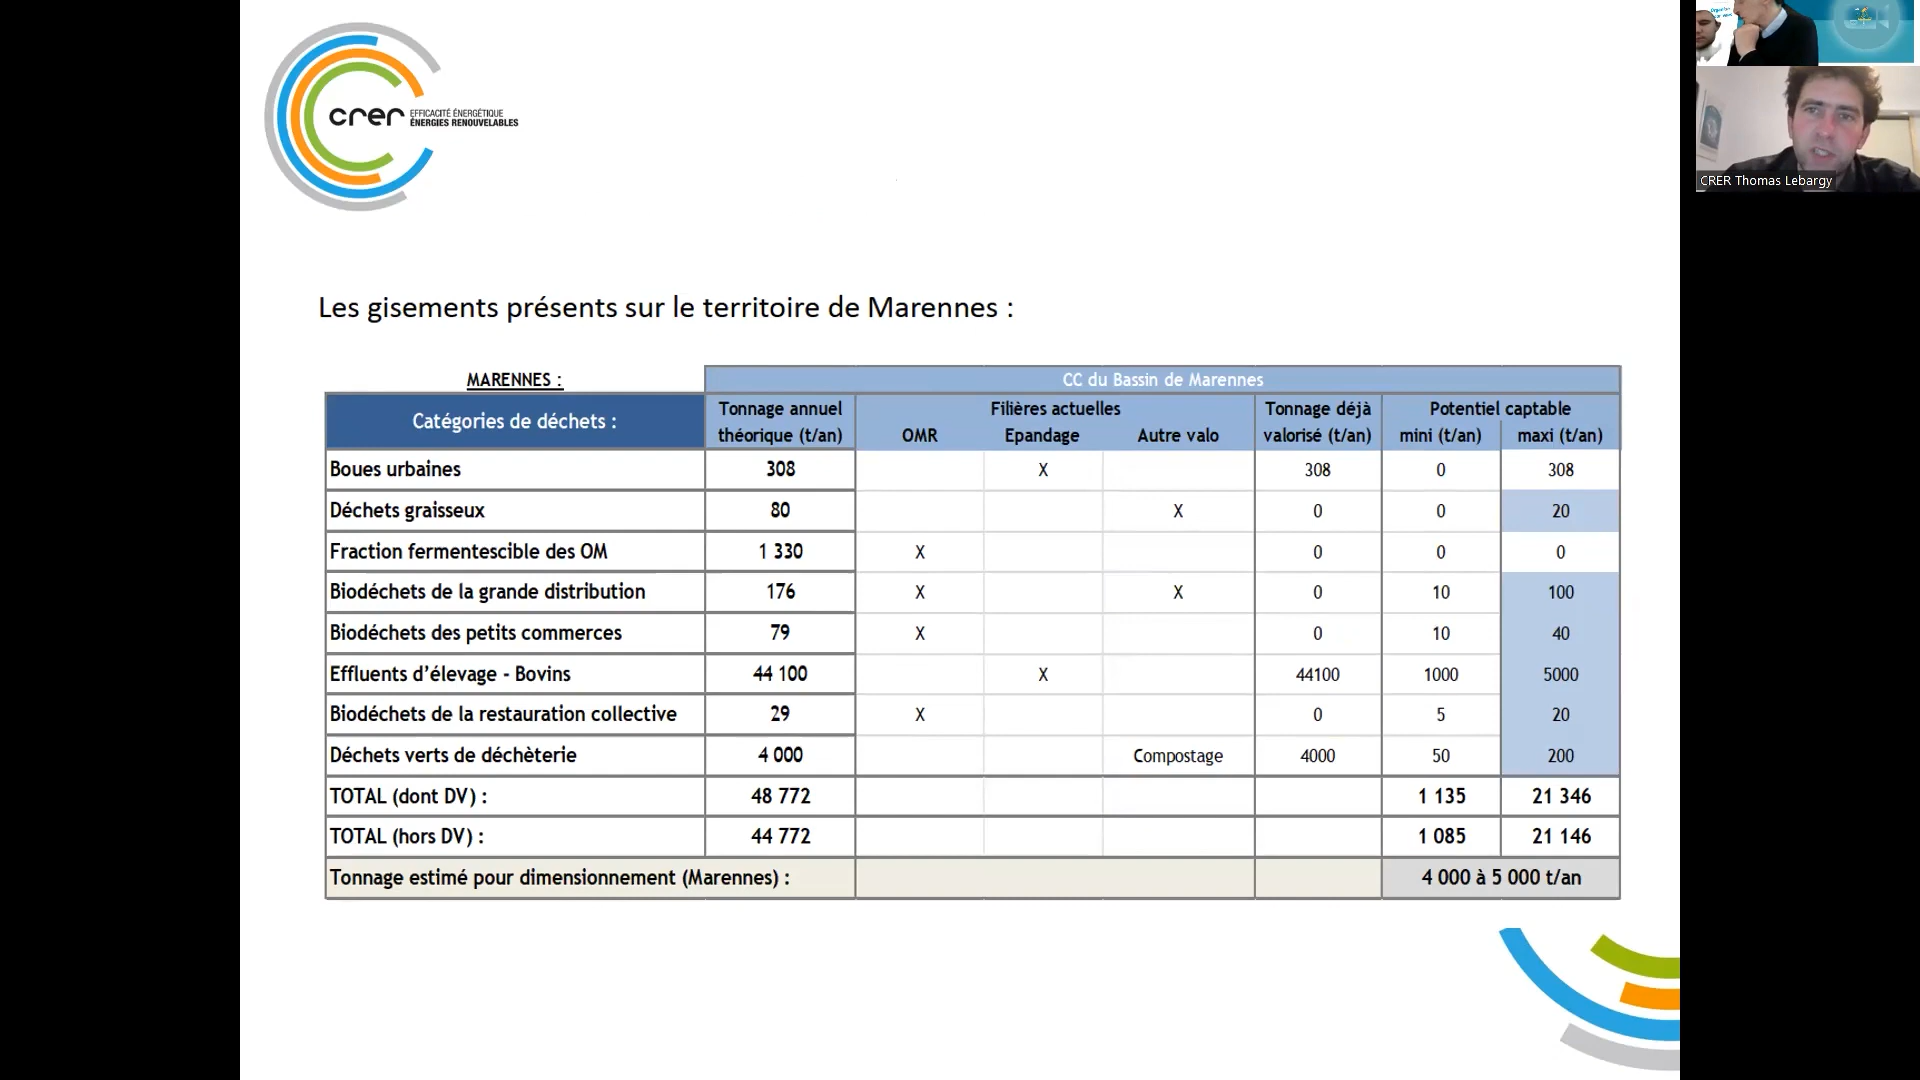 crer EFFICACITÉ ÉNERGÉTIQUE
ÉNERGIES RENOUVELABLES
CRER Thomas Lebargy
Les gisements présents sur le territoire de Marennes :
MARENNES : CC du Bassin de Marennes
Catégories de déchets : Tonnage annuel théorique (t/an) Filières actuelles OMR Epandage Autre valo Tonnage déjà valorisé (t/an) Potentiel captable mini (t/an) maxi (t/an)
Boues urbaines 308 X 308 0 308
Déchets graisseux 80 X 0 0 20
Fraction fermentescible des OM 1 330 X 0 0 0
Biodéchets de la grande distribution 176 X X 0 10 100
Biodéchets des petits commerces 79 X 0 10 40
Effluents d’élevage - Bovins 44 100 X 44100 1000 5000
Biodéchets de la restauration collective 29 X 0 5 20
Déchets verts de déchèterie 4 000 Compostage 4000 50 200
TOTAL (dont DV) : 48 772 1 135 21 346
TOTAL (hors DV) : 44 772 1 085 21 146
Tonnage estimé pour dimensionnement (Marennes) : 4 000 à 5 000 t/an